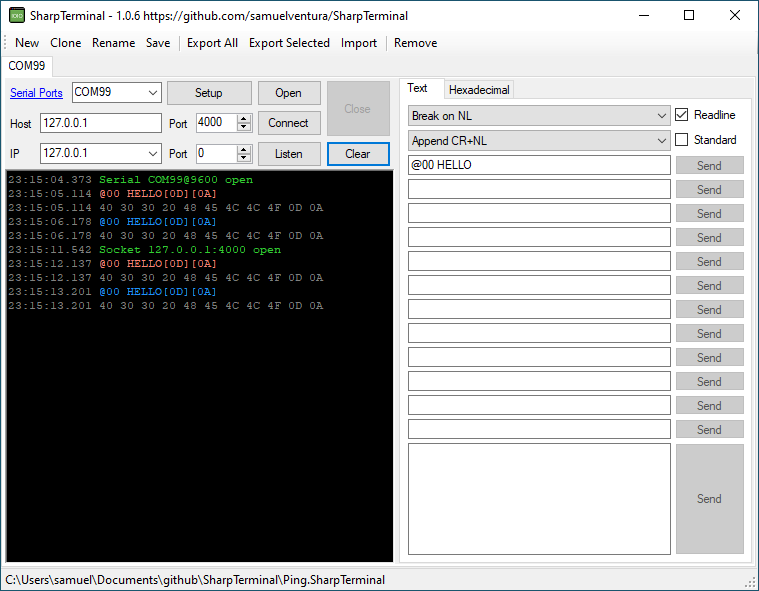 SharpTerminal - 1.0.6 https://github.com/samuelventura/SharpTerminal
New Clone Rename Save Export All Export Selected Import Remove
COM99
Serial Ports COM99 Setup Open Close
Host 127.0.0.1 Port 4000 Connect
IP 127.0.0.1 Port 0 Listen Clear
23:15:04.373 Serial COM99@9600 open
23:15:05.114 @00 HELLO[0D][0A]
23:15:05.114 40 30 30 20 48 45 4C 4C 4F 0D 0A
23:15:06.178 @00 HELLO[0D][0A]
23:15:06.178 40 30 30 20 48 45 4C 4C 4F 0D 0A
23:15:11.542 Socket 127.0.0.1:4000 open
23:15:12.137 @00 HELLO[0D][0A]
23:15:12.137 40 30 30 20 48 45 4C 4C 4F 0D 0A
23:15:13.201 @00 HELLO[0D][0A]
23:15:13.201 40 30 30 20 48 45 4C 4C 4F 0D 0A
Text Hexadecimal
Break on NL Readline
Append CR+NL Standard
@00 HELLO Send
Send
Send
Send
Send
Send
Send
Send
Send
Send
Send
Send
Send
C:\Users\samuel\Documents\github\SharpTerminal\Ping.SharpTerminal